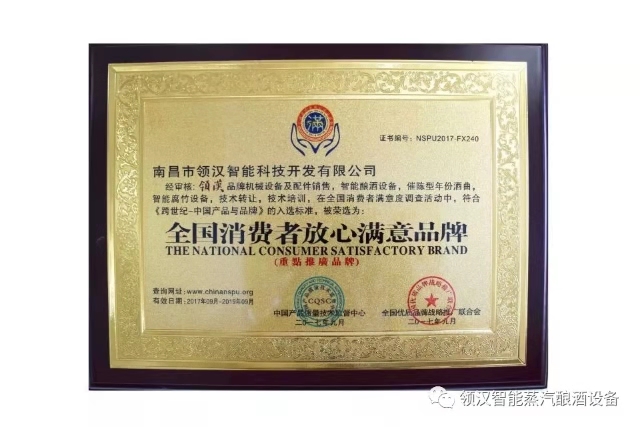 满
证书编号：NSPU2017-FX240
南昌市领汉智能科技开发有限公司
经审核：领漢品牌机械设备及配件销售，智能酿酒设备，催陈型年份酒曲，
智能腐竹设备，技术转让，技术培训，在全国消费者满意度调查活动中，符合
《跨世纪-中国产品与品牌》的入选标准，被荣选为：
全国消费者放心满意品牌
THE NATIONAL CONSUMER SATISFACTORY BRAND
(重點推廣品牌)
查询网址：www.chinanspu.org
有效日期：2017年09月-2019年09月
CQSC
中国产品质量技术监督中心
全国优质品牌战略推广联合会
二〇一七年九月
二〇一七年九月
领汉智能蒸汽酿酒设备